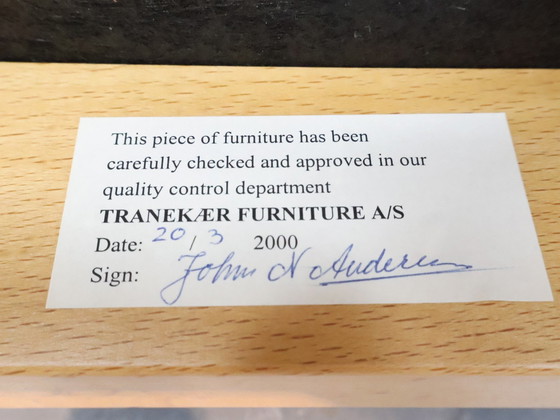 This piece of furniture has been
carefully checked and approved in our
quality control department
TRANEKÆR FURNITURE A/S
Date: 20/3 2000
Sign: John N Andersen